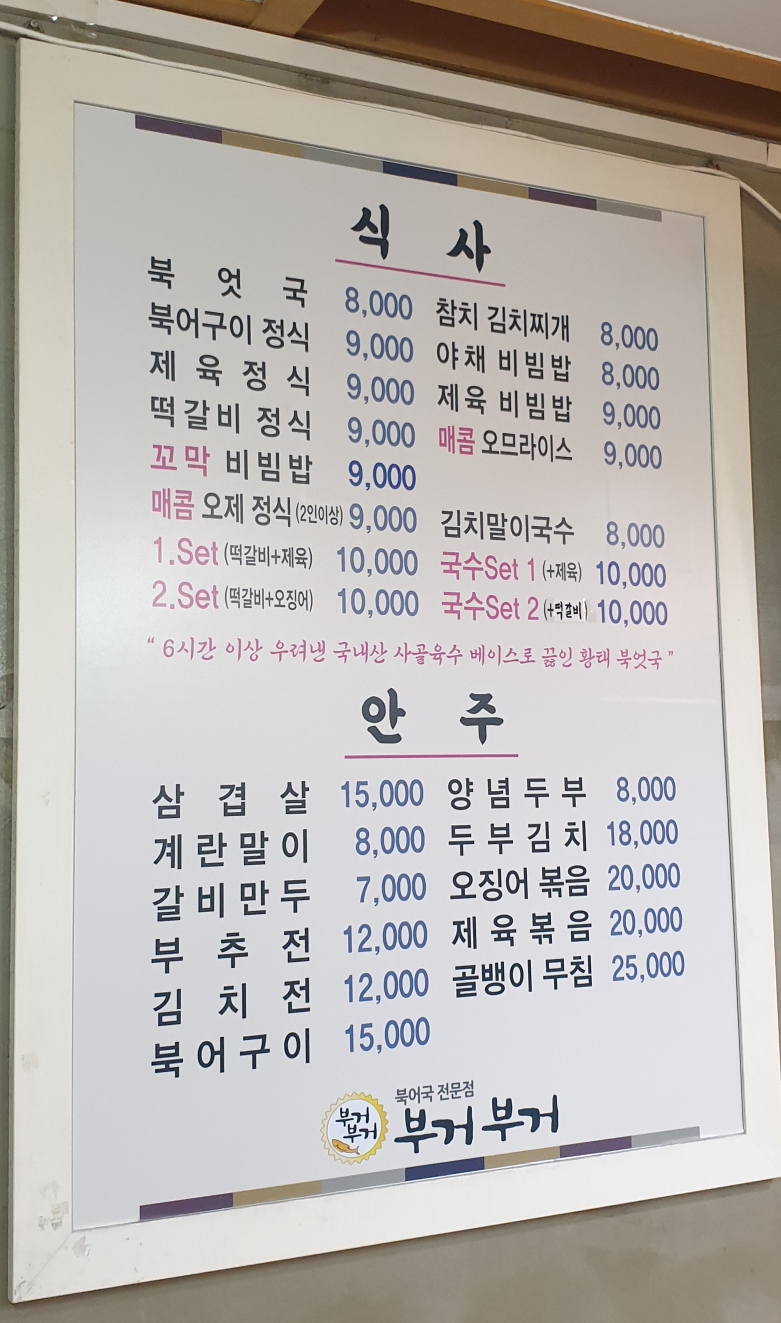 식 사
북엇국 8,000
북어구이 정식 9,000
제육정식 9,000
떡갈비 정식 9,000
꼬막 비빔밥 9,000
매콤 오제 정식 (2인이상) 9,000
1.Set (떡갈비+제육) 10,000
2.Set (떡갈비+오징어) 10,000
참치 김치찌개 8,000
야채 비빔밥 8,000
제육 비빔밥 9,000
매콤 오므라이스 9,000
김치말이국수 8,000
국수Set 1 (+제육) 10,000
국수Set 2 (+떡갈비) 10,000
“ 6시간 이상 우려낸 국내산 사골육수 베이스로 끓인 황태 북엇국 ”
안 주
삼겹살 15,000
계란말이 8,000
갈비만두 7,000
부추전 12,000
김치전 12,000
북어구이 15,000
양념두부 8,000
두부김치 18,000
오징어 볶음 20,000
제육볶음 20,000
골뱅이 무침 25,000
부거
부거
북어국 전문점
부거부거